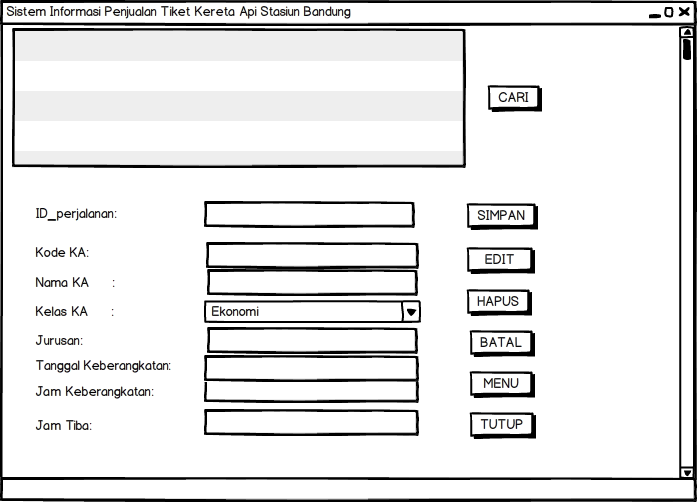 Sistem Informasi Penjualan Tiket Kereta Api Stasiun Bandung
CARI
ID_perjalanan:
SIMPAN
Kode KA:
EDIT
Nama KA :
HAPUS
Kelas KA : Ekonomi
Jurusan:
BATAL
Tanggal Keberangkatan:
Jam Keberangkatan:
MENU
Jam Tiba:
TUTUP